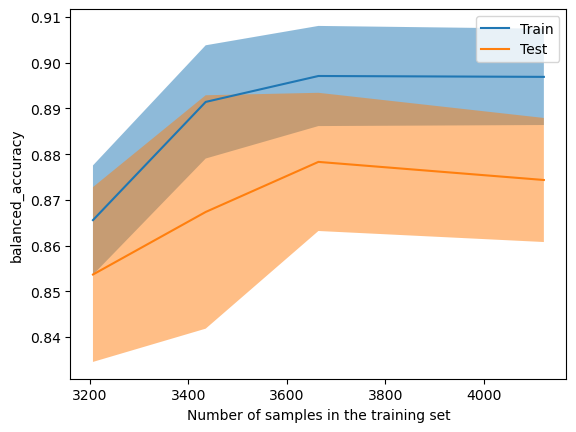 0.91
0.90
0.89
0.88
0.87
0.86
0.85
0.84
balanced_accuracy
Train
Test
3200 3400 3600 3800 4000
Number of samples in the training set